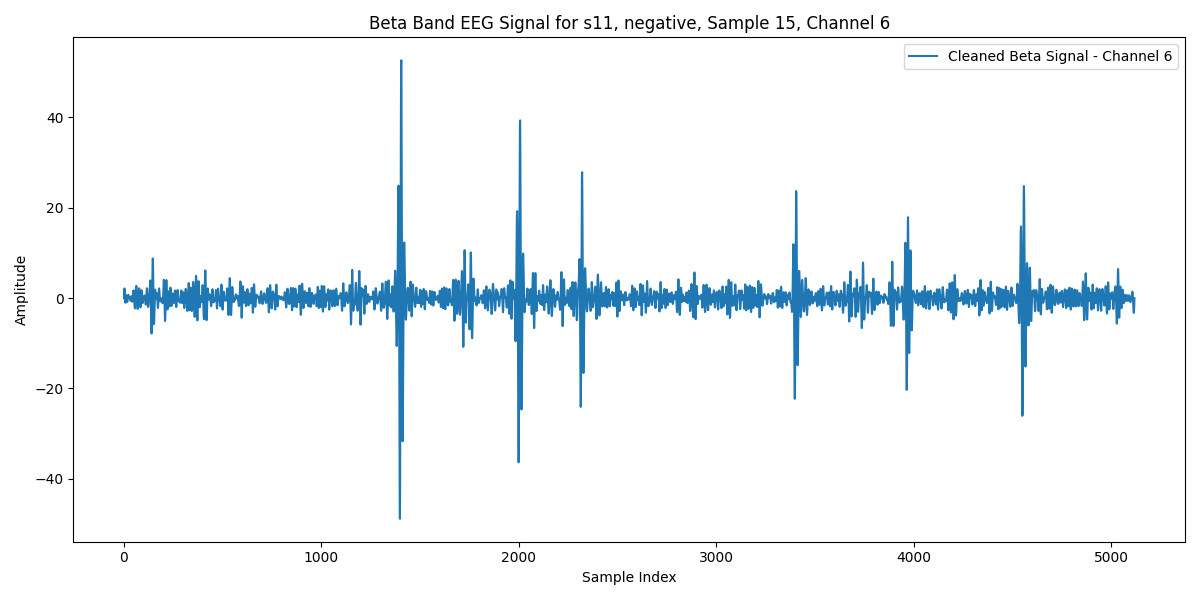 Beta Band EEG Signal for s11, negative, Sample 15, Channel 6
Cleaned Beta Signal - Channel 6
Amplitude
40
20
0
−20
−40
0 1000 2000 3000 4000 5000
Sample Index